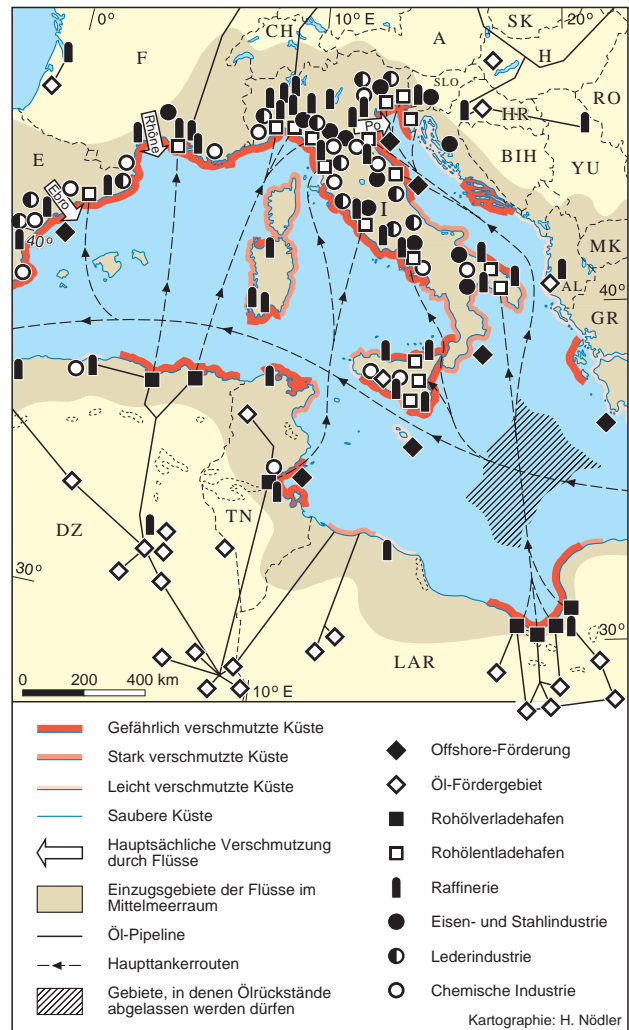 0°
10° E
20°
F
CH
A
SK
H
SLO
HR
RO
BIH
YU
Rhône
Po
E
Ebro
I
40°
MK
AL
40°
GR
DZ
TN
30°
LAR
30°
0 200 400 km
10° E
Gefährlich verschmutzte Küste
Stark verschmutzte Küste
Leicht verschmutzte Küste
Saubere Küste
Hauptsächliche Verschmutzung
durch Flüsse
Einzugsgebiete der Flüsse im
Mittelmeerraum
Öl-Pipeline
Haupttankerrouten
Gebiete, in denen Ölrückstände
abgelassen werden dürfen
Offshore-Förderung
Öl-Fördergebiet
Rohölverladehafen
Rohölentladehafen
Raffinerie
Eisen- und Stahlindustrie
Lederindustrie
Chemische Industrie
Kartographie: H. Nödler